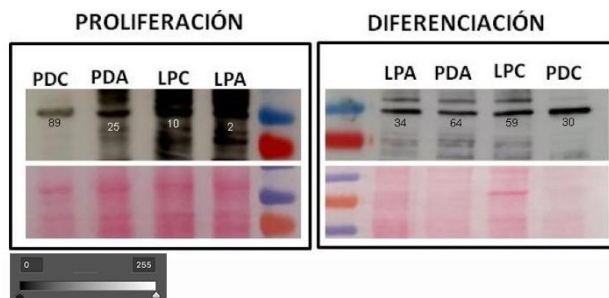 PROLIFERACIÓN
PDC PDA LPC LPA
89 25 10 2
DIFERENCIACIÓN
LPA PDA LPC PDC
34 64 59 30
0 255